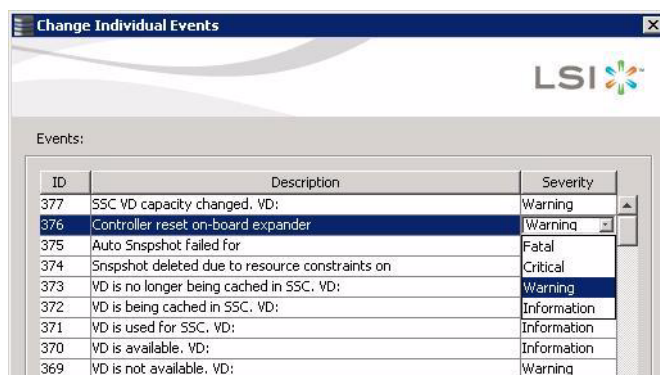 Change Individual Events
LSI
Events:
ID Description Severity
377 SSC VD capacity changed. VD: Warning
376 Controller reset on-board expander Warning
375 Auto Snspshot failed for Fatal
374 Snspshot deleted due to resource constraints on Critical
373 VD is no longer being cached in SSC. VD: Warning
372 VD is being cached in SSC. VD: Information
371 VD is used for SSC. VD: Information
370 VD is available. VD: Information
369 VD is not available. VD: Warning